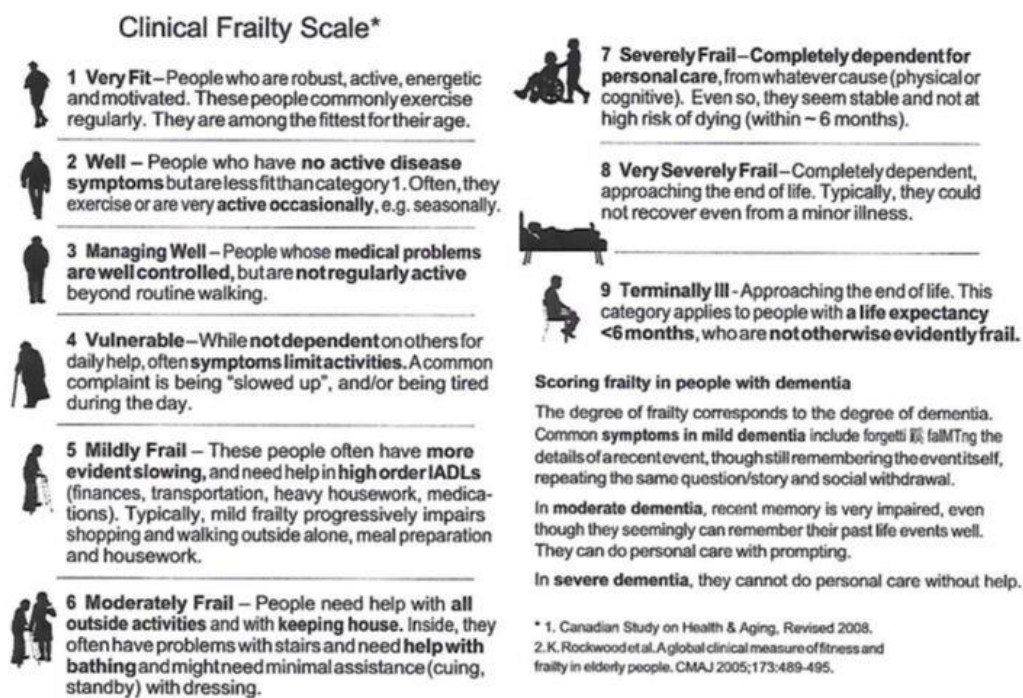 Clinical Frailty Scale*
1 Very Fit – People who are robust, active, energetic
and motivated. These people commonly exercise
regularly. They are among the fittest for their age.
2 Well – People who have no active disease
symptoms but are less fit than category 1. Often, they
exercise or are very active occasionally, e.g. seasonally.
3 Managing Well – People whose medical problems
are well controlled, but are not regularly active
beyond routine walking.
4 Vulnerable – While not dependent on others for
daily help, often symptoms limit activities. A common
complaint is being "slowed up", and/or being tired
during the day.
5 Mildly Frail – These people often have more
evident slowing, and need help in high order IADLs
(finances, transportation, heavy housework, medica-
tions). Typically, mild frailty progressively impairs
shopping and walking outside alone, meal preparation
and housework.
6 Moderately Frail – People need help with all
outside activities and with keeping house. Inside, they
often have problems with stairs and need help with
bathing and might need minimal assistance (cuing,
standby) with dressing.
7 Severely Frail – Completely dependent for
personal care, from whatever cause (physical or
cognitive). Even so, they seem stable and not at
high risk of dying (within ~ 6 months).
8 Very Severely Frail – Completely dependent,
approaching the end of life. Typically, they could
not recover even from a minor illness.
9 Terminally Ill - Approaching the end of life. This
category applies to people with a life expectancy
<6 months, who are not otherwise evidently frail.
Scoring frailty in people with dementia
The degree of frailty corresponds to the degree of dementia.
Common symptoms in mild dementia include forgetti falMTng the
details of a recent event, though still remembering the event itself,
repeating the same question/story and social withdrawal.
In moderate dementia, recent memory is very impaired, even
though they seemingly can remember their past life events well.
They can do personal care with prompting.
In severe dementia, they cannot do personal care without help.
* 1. Canadian Study on Health & Aging, Revised 2008.
2. K. Rockwood et al. A global clinical measure of fitness and
frailty in elderly people. CMAJ 2005;173:489-495.